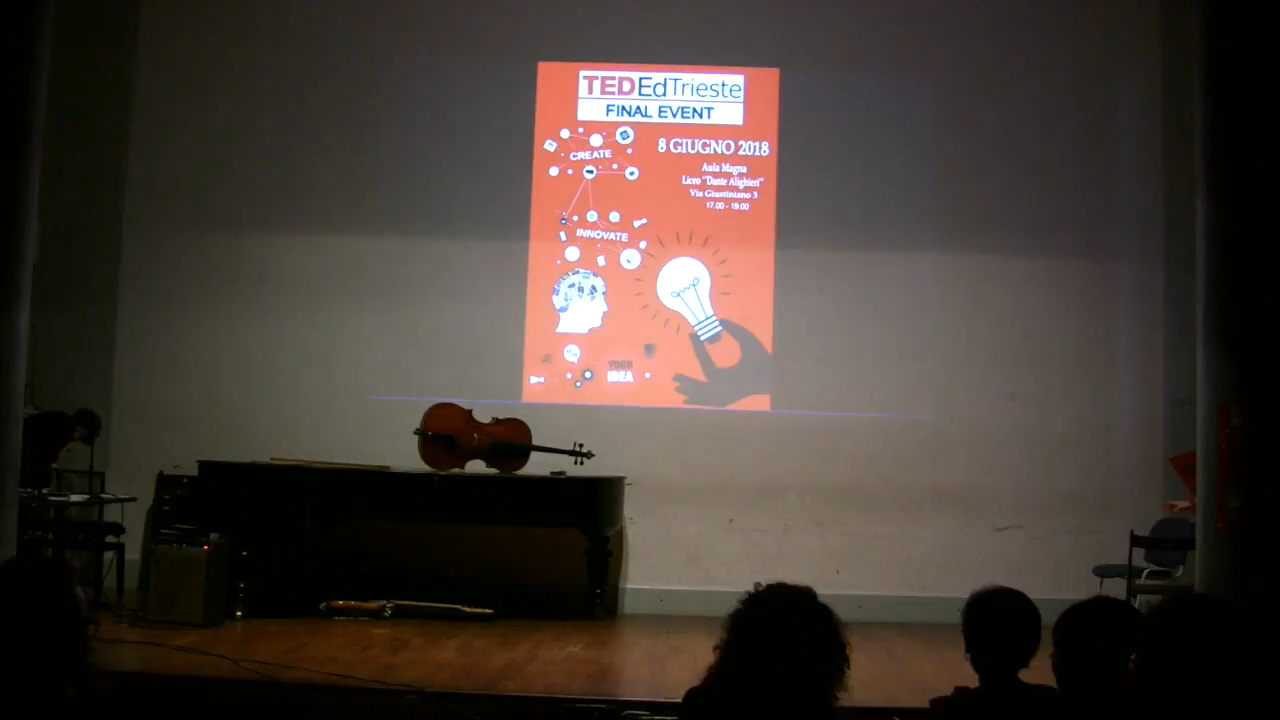 TEDEdTrieste
FINAL EVENT
CREATE
8 GIUGNO 2018
Aula Magna
Liceo "Dante Alighieri"
Via Giustiniano 3
17.00 - 19.00
INNOVATE
YOUR
IDEA